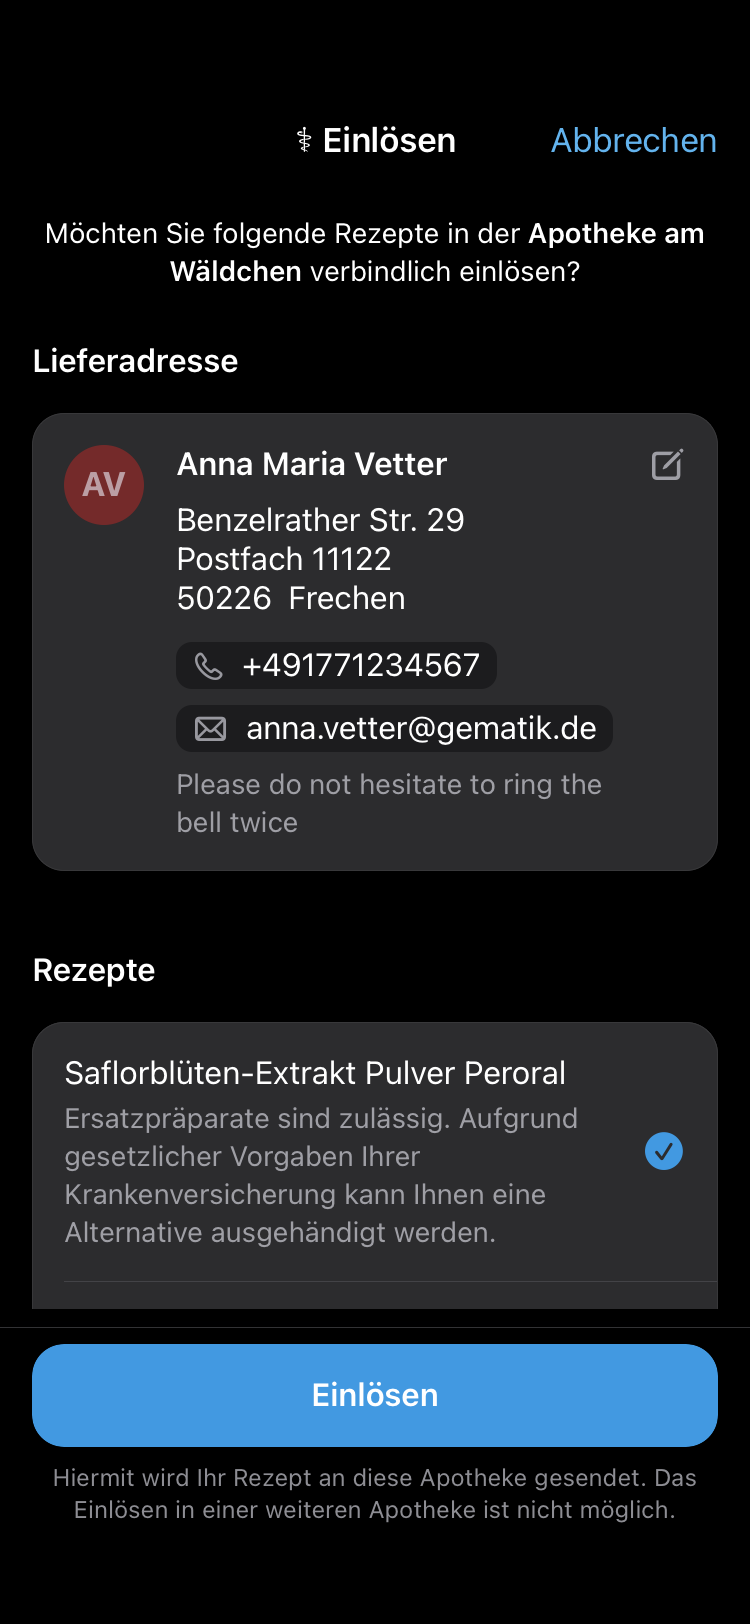 ⚕ Einlösen
Abbrechen
Möchten Sie folgende Rezepte in der Apotheke am
Wäldchen verbindlich einlösen?
Lieferadresse
AV
Anna Maria Vetter
Benzelrather Str. 29
Postfach 11122
50226  Frechen
+491771234567
anna.vetter@gematik.de
Please do not hesitate to ring the
bell twice
Rezepte
Saflorblüten-Extrakt Pulver Peroral
Ersatzpräparate sind zulässig. Aufgrund
gesetzlicher Vorgaben Ihrer
Krankenversicherung kann Ihnen eine
Alternative ausgehändigt werden.
Einlösen
Hiermit wird Ihr Rezept an diese Apotheke gesendet. Das
Einlösen in einer weiteren Apotheke ist nicht möglich.